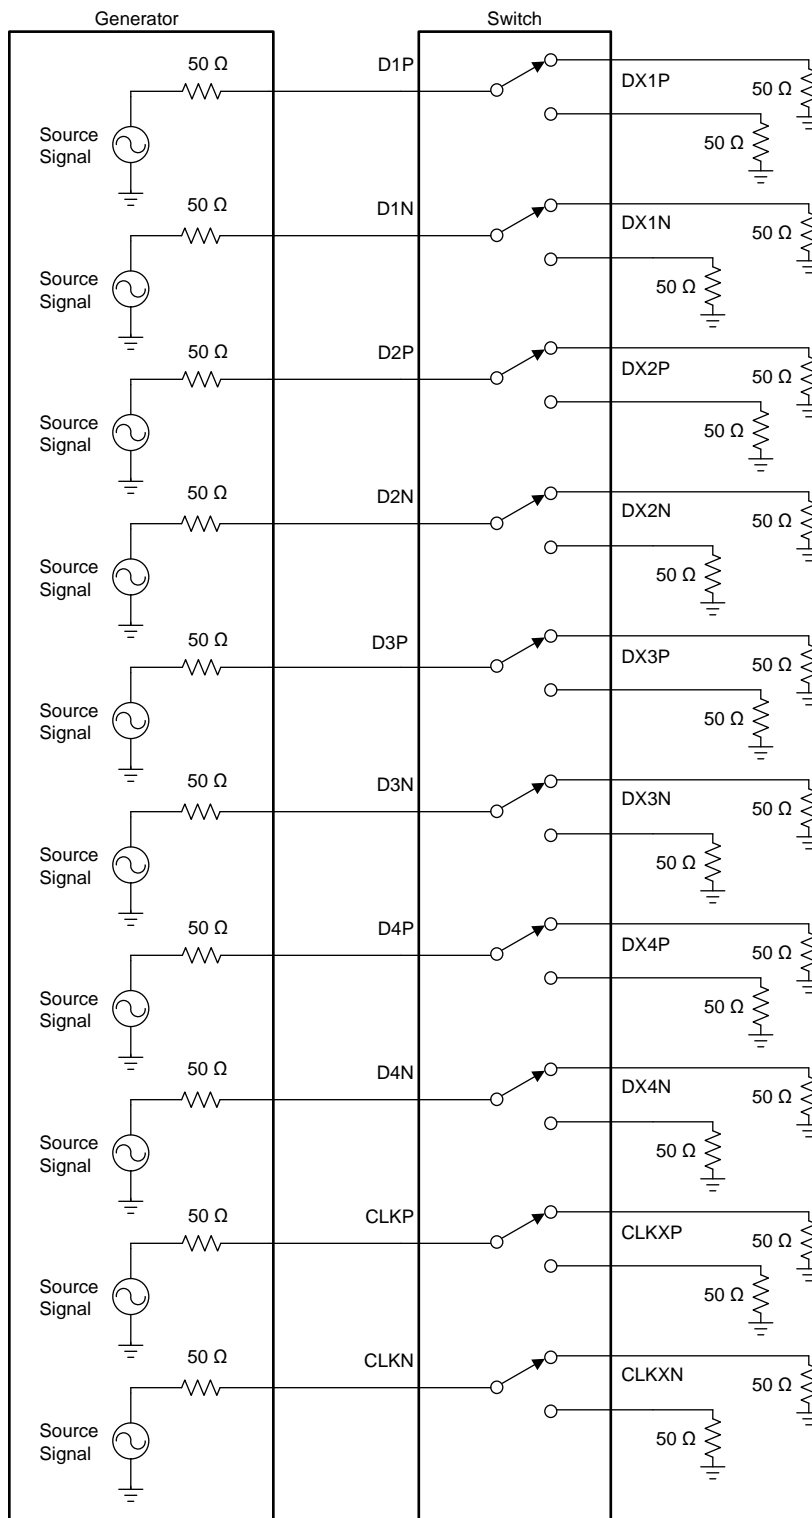 Generator
Switch
50 Ω
D1P
DX1P
50 Ω
Source
Signal
50 Ω
50 Ω
D1N
DX1N
50 Ω
Source
Signal
50 Ω
50 Ω
D2P
DX2P
50 Ω
Source
Signal
50 Ω
50 Ω
D2N
DX2N
50 Ω
Source
Signal
50 Ω
50 Ω
D3P
DX3P
50 Ω
Source
Signal
50 Ω
50 Ω
D3N
DX3N
50 Ω
Source
Signal
50 Ω
50 Ω
D4P
DX4P
50 Ω
Source
Signal
50 Ω
50 Ω
D4N
DX4N
50 Ω
Source
Signal
50 Ω
50 Ω
CLKP
CLKXP
50 Ω
Source
Signal
50 Ω
50 Ω
CLKN
CLKXN
50 Ω
Source
Signal
50 Ω